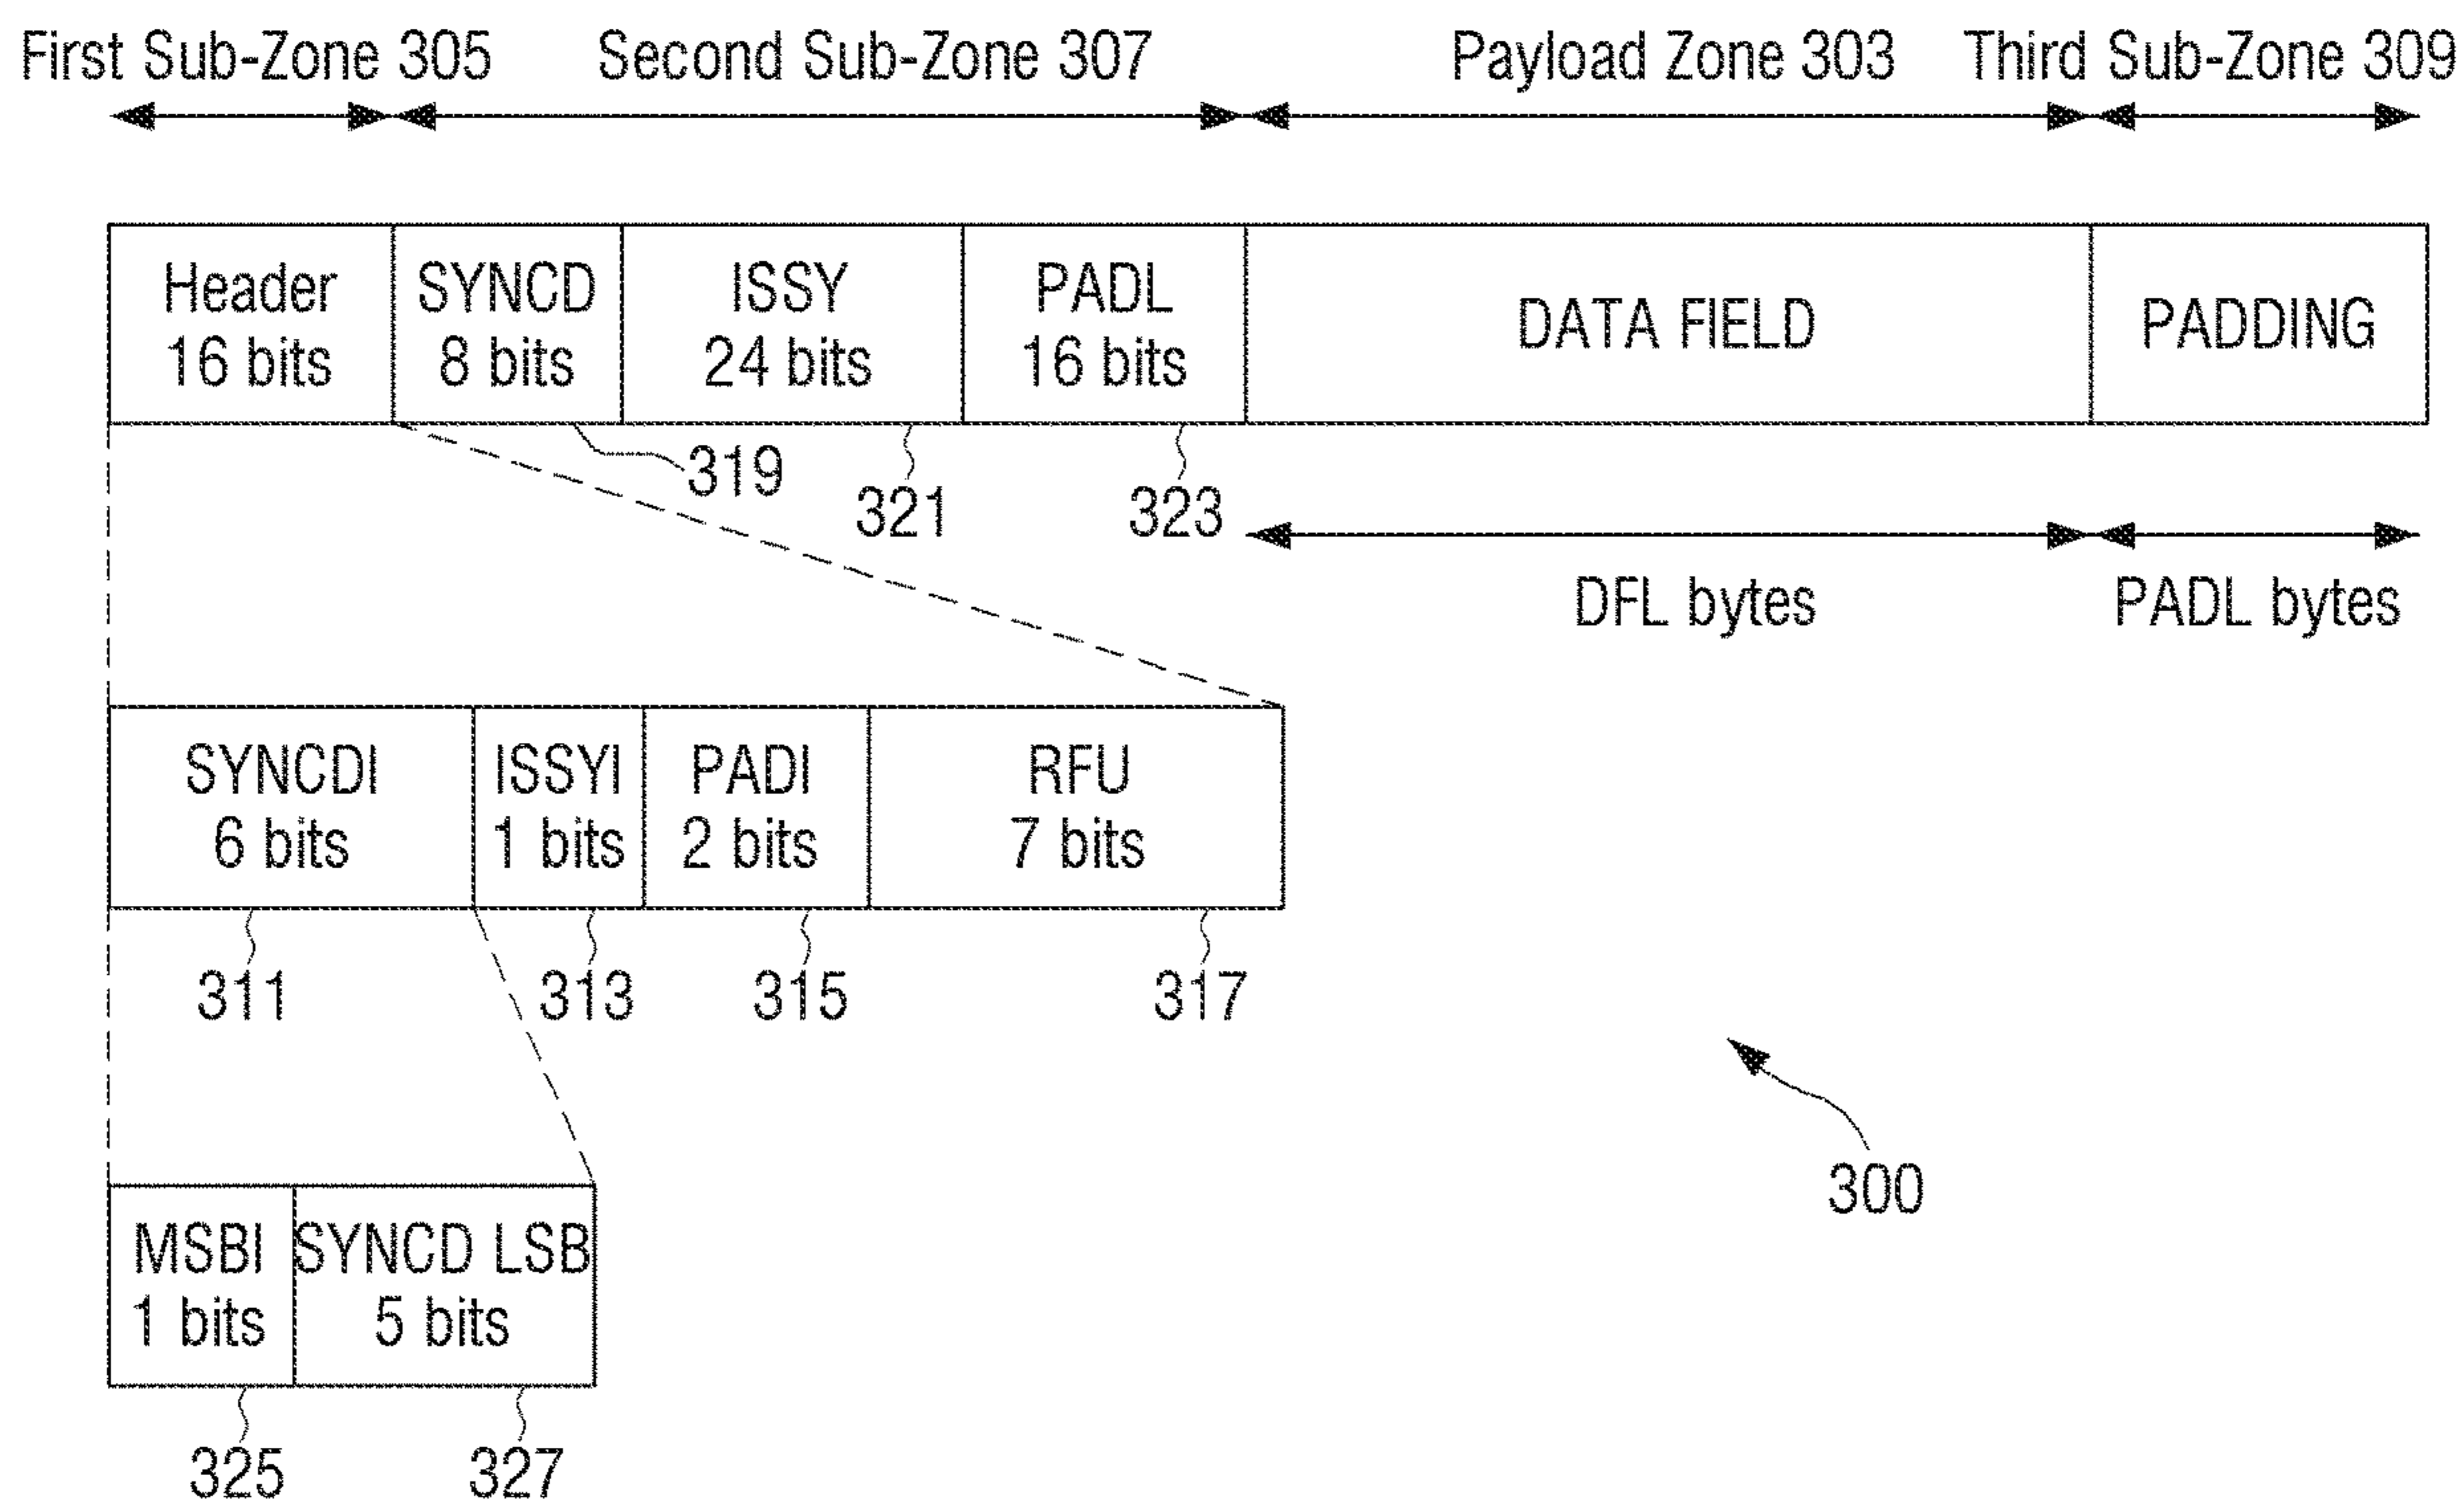 First Sub-Zone 305 Second Sub-Zone 307 Payload Zone 303 Third Sub-Zone 309
Header SYNCD ISSY PADL DATA FIELD PADDING
16 bits 8 bits 24 bits 16 bits
319
321 323
DFL bytes PADL bytes
SYNCDI ISSYI PADI RFU
6 bits 1 bits 2 bits 7 bits
311 313 315 317
300
MSBI SYNCD LSB
1 bits 5 bits
325 327